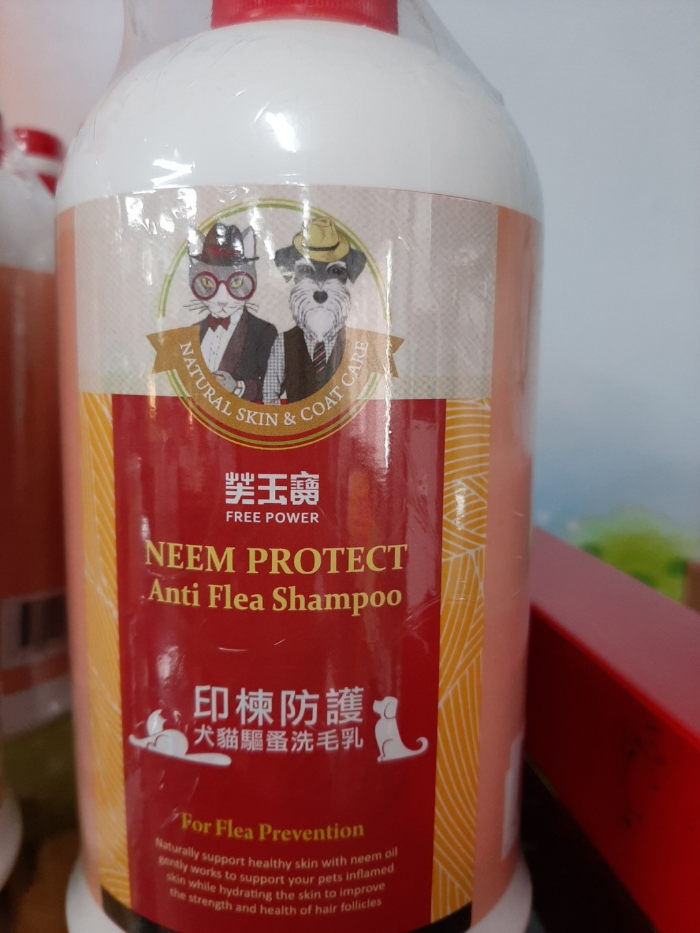 NATURAL SKIN & COAT CARE
芙玉寶
FREE POWER
NEEM PROTECT
Anti Flea Shampoo
印楝防護
犬貓驅蚤洗毛乳
For Flea Prevention
Naturally support healthy skin with neem oil
gently works to support your pets inflamed
skin while hydrating the skin to improve
the strength and health of hair follicles